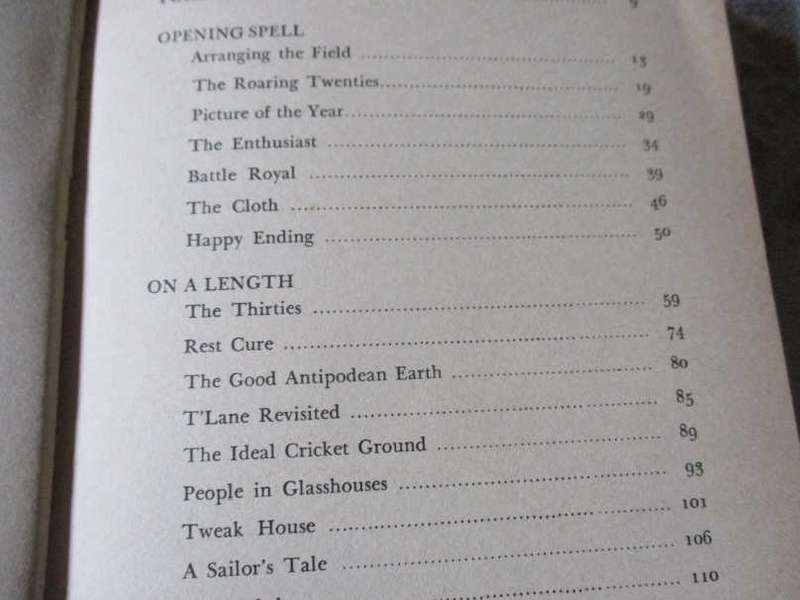 9
OPENING SPELL
Arranging the Field ........................................ 13
The Roaring Twenties........................................ 19
Picture of the Year........................................ 29
The Enthusiast ........................................ 34
Battle Royal ........................................ 39
The Cloth ........................................ 46
Happy Ending ........................................ 50
ON A LENGTH
The Thirties ........................................ 59
Rest Cure ........................................ 74
The Good Antipodean Earth ........................................ 80
T'Lane Revisited ........................................ 85
The Ideal Cricket Ground ........................................ 89
People in Glasshouses ........................................ 93
Tweak House ........................................ 101
A Sailor's Tale ........................................ 106
110